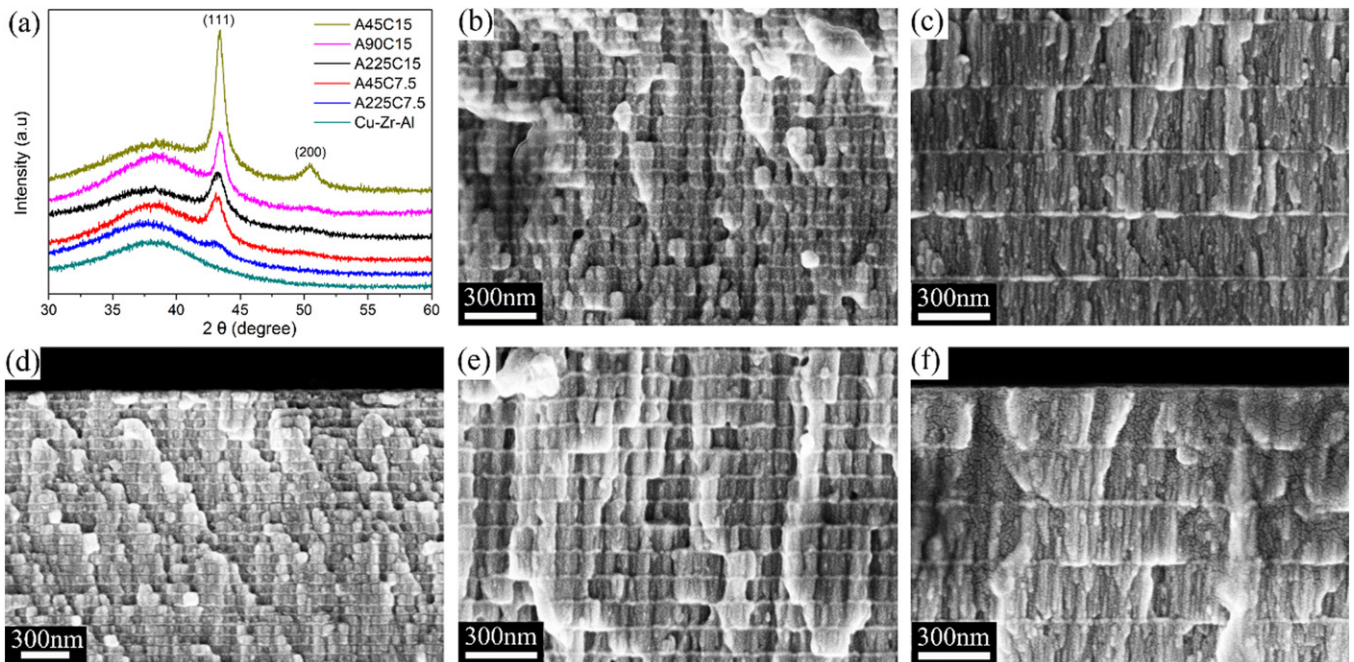 (a)
(111)
(200)
A45C15
A90C15
A225C15
A45C7.5
A225C7.5
Cu-Zr-Al
Intensity (a.u)
30 35 40 45 50 55 60
2 θ (degree)
(b)
300nm
(c)
300nm
(d)
300nm
(e)
300nm
(f)
300nm